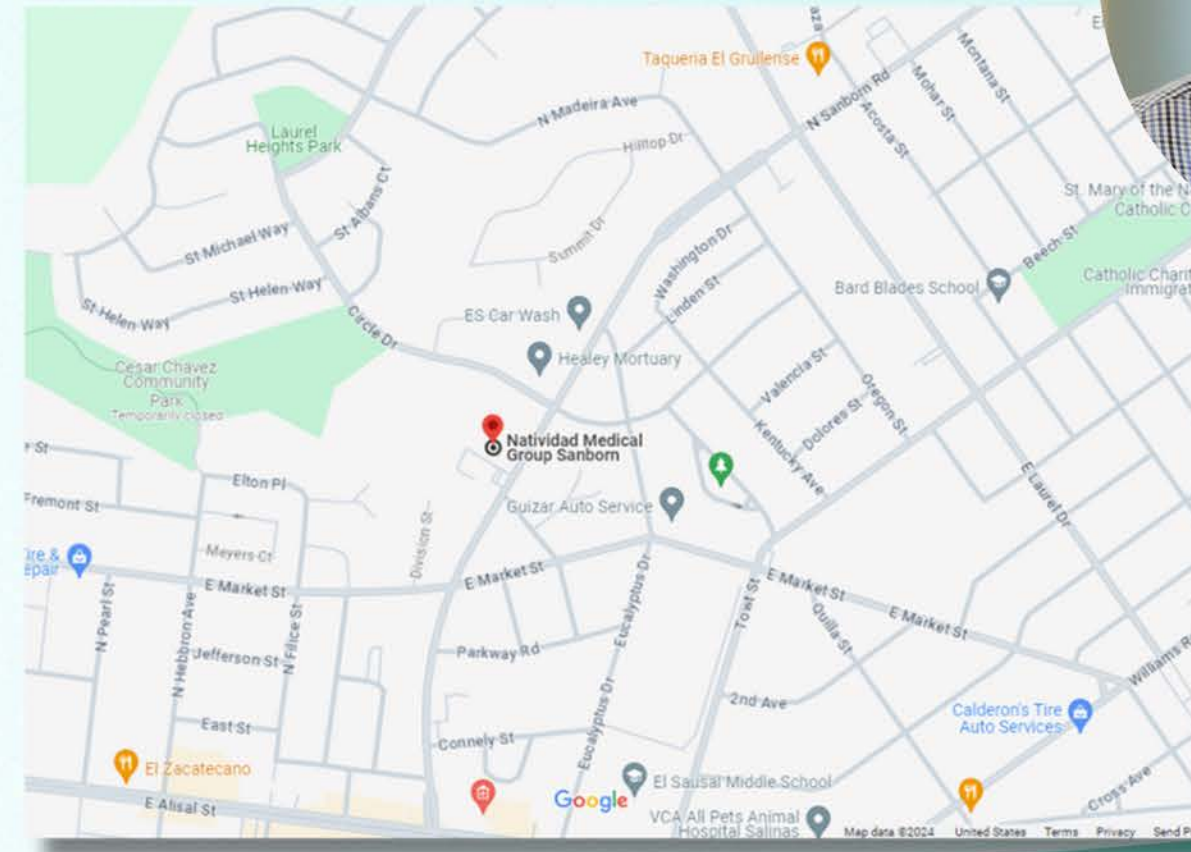 Taqueria El Grullense
N Sanborn Rd
Acosta St
Mohar St
Montana St
N Madeira Ave
Hilltop Dr
Summit Dr
Laurel
Heights Park
St Albans Ct
St Michael Way
St Helen Way
St Helen Way
Circle Dr
Washington Dr
Linden St
St. Mary of the
Catholic
Beech St
Bard Blades School
Catholic
ES Car Wash
Healey Mortuary
Cesar Chavez
Community
Park
Temporarily closed
Valencia St
Oregon St
Dolores St
Kentucky Ave
Natividad Medical
Group Sanborn
Guizar Auto Service
E Laurel Dr
St
Elton Pl
Fremont St
Meyers Ct
Division St
E Market St
E Market St
E Market St
E Market St
N Pearl St
N Hebbron Ave
N Filice St
Jefferson St
East St
Parkway Rd
Eucalyptus Dr
Eucalyptus Dr
Towt St
Quilla St
Williams
2nd Ave
Connely St
Calderon's Tire
Auto Services
El Zacatecano
E Alisal St
Google
El Sausal Middle School
VCA All Pets Animal
Hospital Salinas
Cross Ave
Map data ©2024 United States Terms Privacy Send